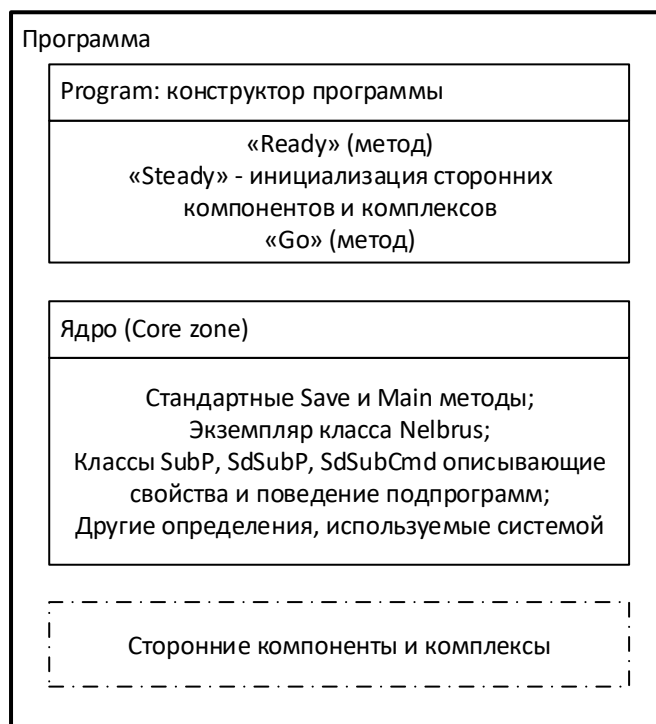 Программа
Program: конструктор программы
«Ready» (метод)
«Steady» - инициализация сторонних
компонентов и комплексов
«Go» (метод)
Ядро (Core zone)
Стандартные Save и Main методы;
Экземпляр класса Nelbrus;
Классы SubP, SdSubP, SdSubCmd описывающие
свойства и поведение подпрограмм;
Другие определения, используемые системой
Сторонние компоненты и комплексы